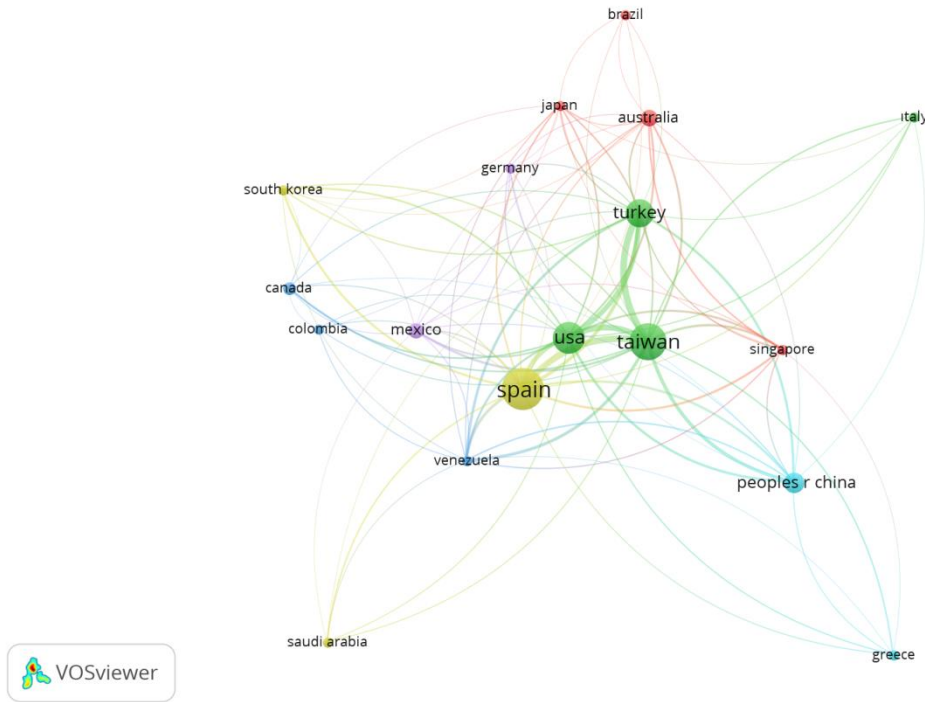 brazil
japan
australia
italy
germany
south korea
turkey
canada
colombia
mexico
usa
taiwan
singapore
spain
venezuela
peoples r china
saudi arabia
greece
VOSviewer